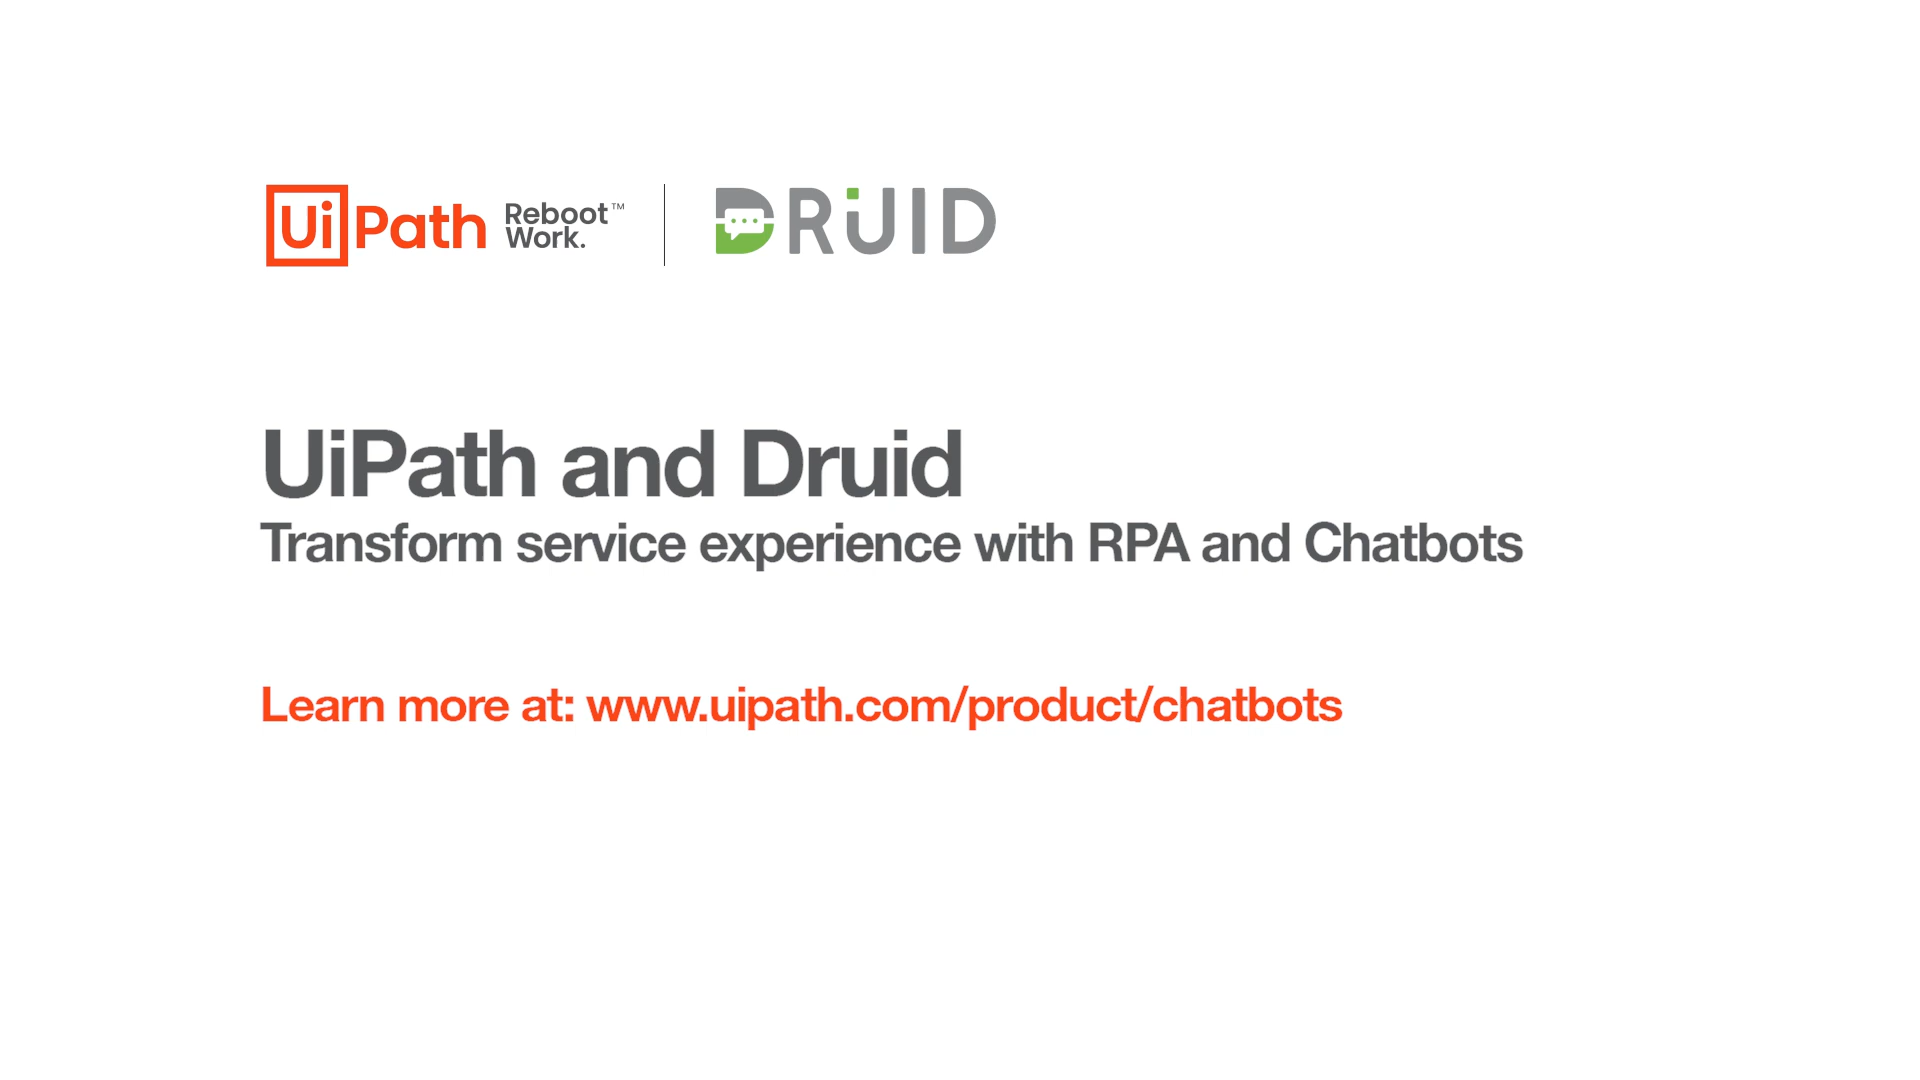 UiPath Reboot™ Work.
DRUID
UiPath and Druid
Transform service experience with RPA and Chatbots
Learn more at: www.uipath.com/product/chatbots